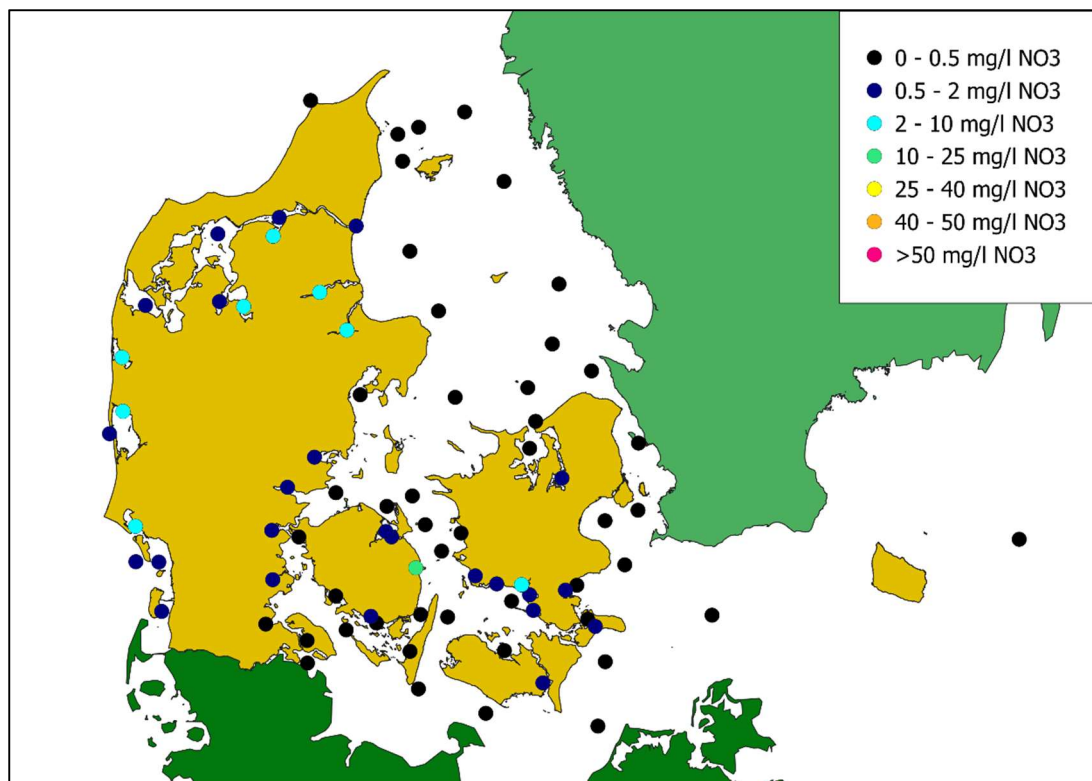 0 - 0.5 mg/l NO3
0.5 - 2 mg/l NO3
2 - 10 mg/l NO3
10 - 25 mg/l NO3
25 - 40 mg/l NO3
40 - 50 mg/l NO3
>50 mg/l NO3